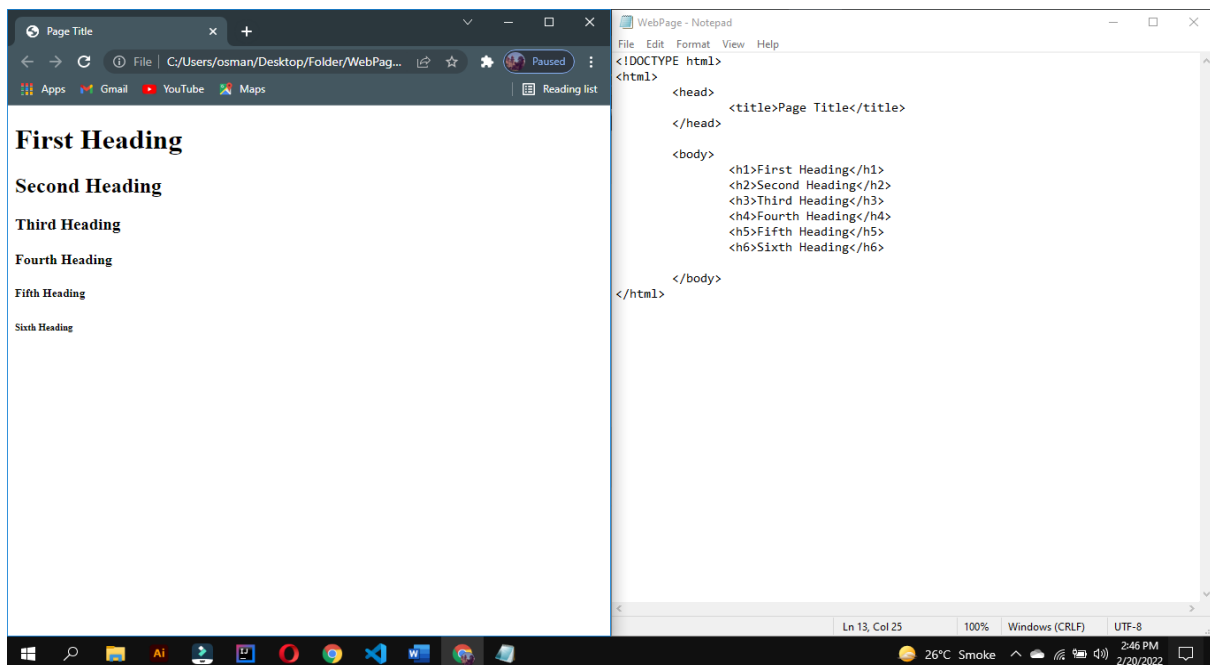 Page Title
File | C:/Users/osman/Desktop/Folder/WebPag...
Paused
Apps Gmail YouTube Maps
Reading list
First Heading
Second Heading
Third Heading
Fourth Heading
Fifth Heading
Sixth Heading
WebPage - Notepad
File Edit Format View Help
<!DOCTYPE html>
<html>
<head>
<title>Page Title</title>
</head>
<body>
<h1>First Heading</h1>
<h2>Second Heading</h2>
<h3>Third Heading</h3>
<h4>Fourth Heading</h4>
<h5>Fifth Heading</h5>
<h6>Sixth Heading</h6>
</body>
</html>
Ln 13, Col 25 100% Windows (CRLF) UTF-8
Ai
26°C Smoke
2:46 PM
2/20/2022